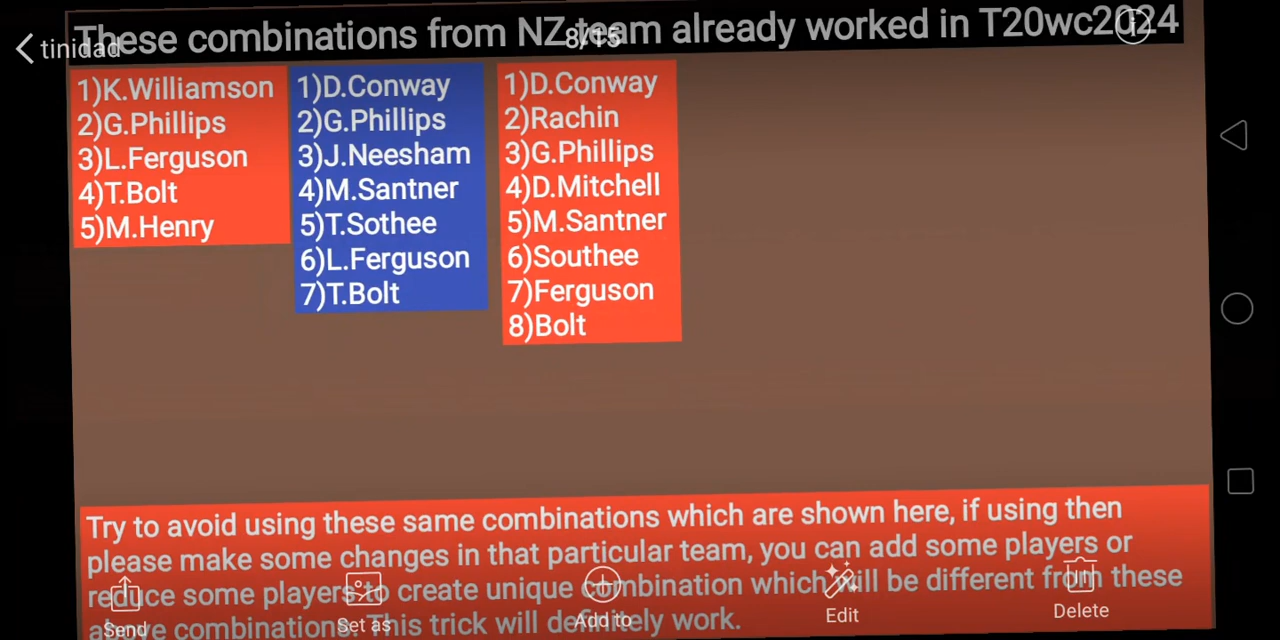 These combinations from NZ team already worked in T20wc2024
tinidad
8/15
1)K.Williamson
2)G.Phillips
3)L.Ferguson
4)T.Bolt
5)M.Henry
1)D.Conway
2)G.Phillips
3)J.Neesham
4)M.Santner
5)T.Sothee
6)L.Ferguson
7)T.Bolt
1)D.Conway
2)Rachin
3)G.Phillips
4)D.Mitchell
5)M.Santner
6)Southee
7)Ferguson
8)Bolt
Try to avoid using these same combinations which are shown here, if using then
please make some changes in that particular team, you can add some players or
reduce some players to create unique combination which will be different from these
above combinations. This trick will definitely work.
Send
Set as
Add to
Edit
Delete